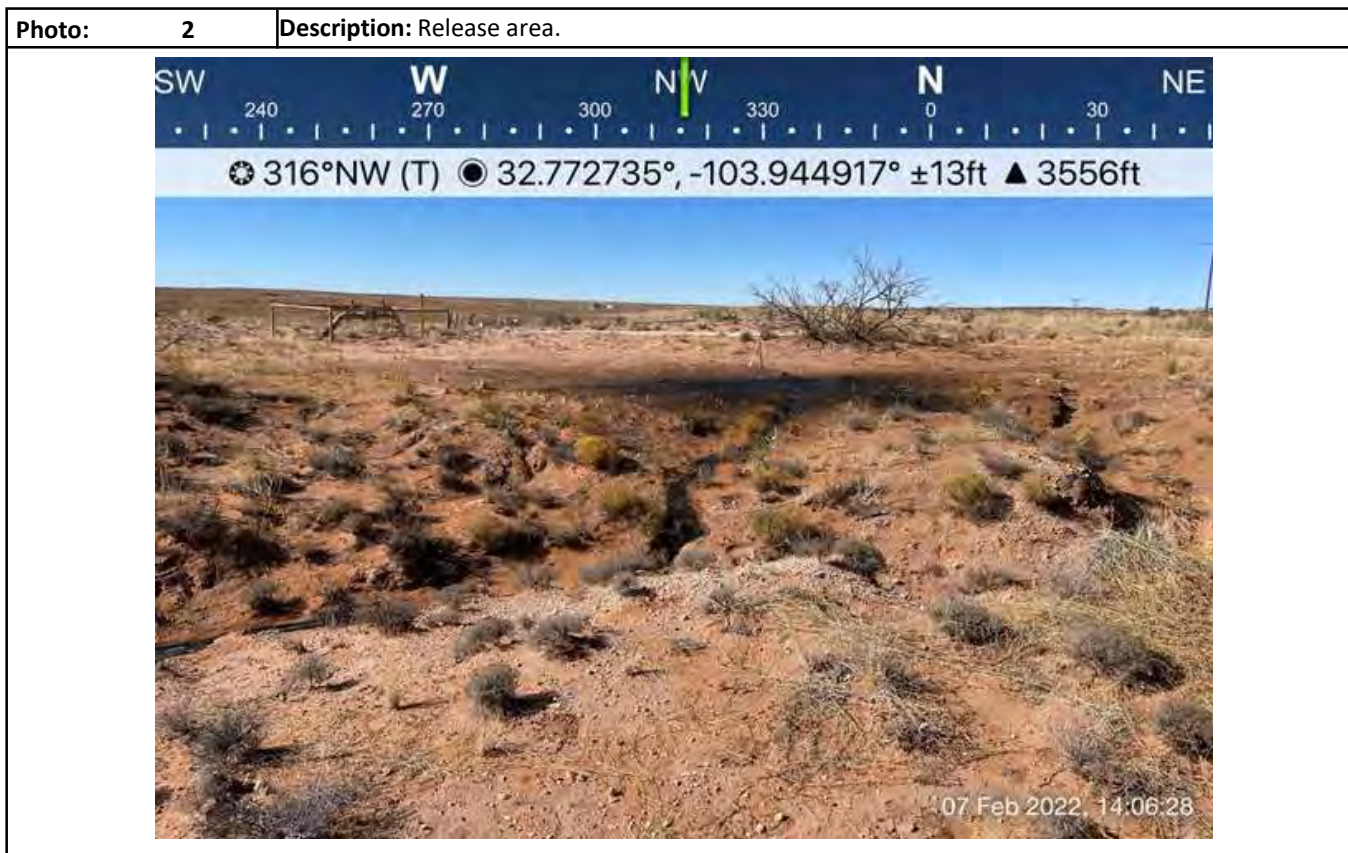 Photo: 2 Description: Release area.
SW W NW N NE
240 270 300 330 0 30
316°NW (T) 32.772735°, -103.944917° ±13ft ▲ 3556ft
07 Feb 2022, 14:06:28